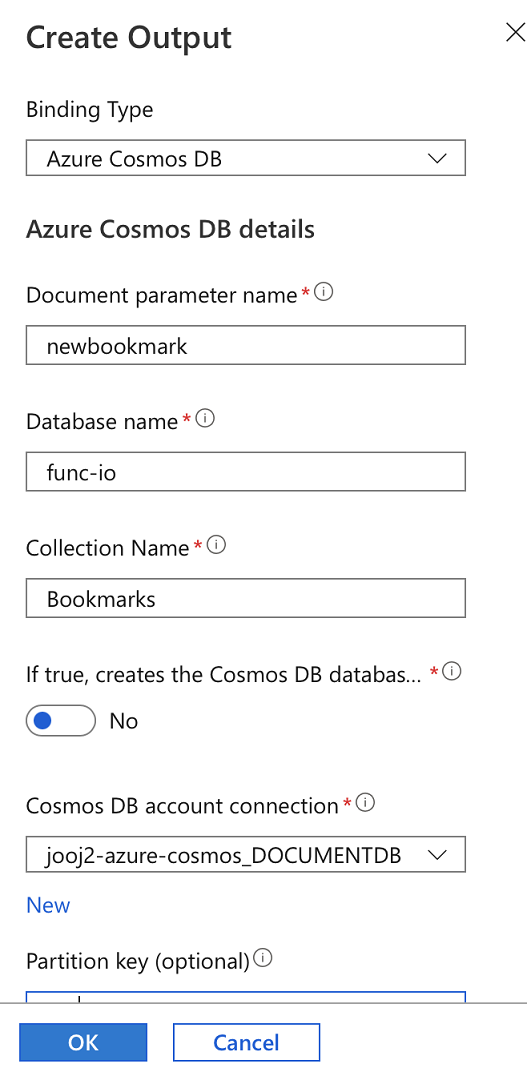 Create Output
Binding Type
Azure Cosmos DB
Azure Cosmos DB details
Document parameter name *
newbookmark
Database name *
func-io
Collection Name *
Bookmarks
If true, creates the Cosmos DB databas... *
No
Cosmos DB account connection *
jooj2-azure-cosmos_DOCUMENTDB
New
Partition key (optional)
OK Cancel